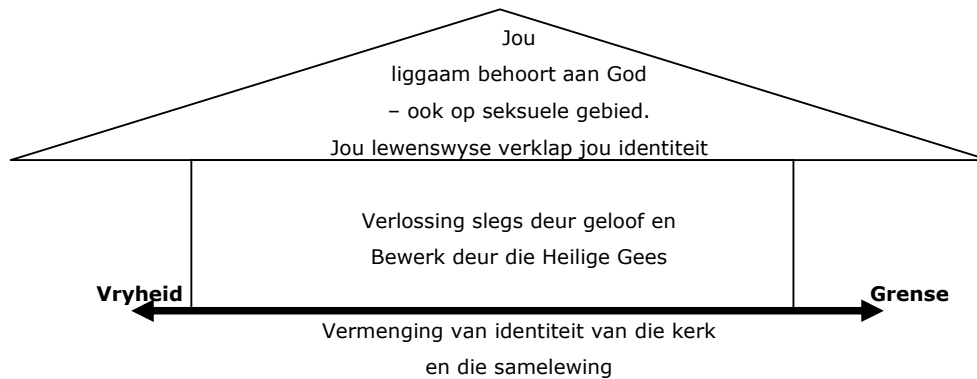 Jou
liggaam behoort aan God
– ook op seksuele gebied.
Jou lewenswyse verklap jou identiteit
Verlossing slegs deur geloof en
Bewerk deur die Heilige Gees
Vryheid
Grense
Vermenging van identiteit van die kerk
en die samelewing